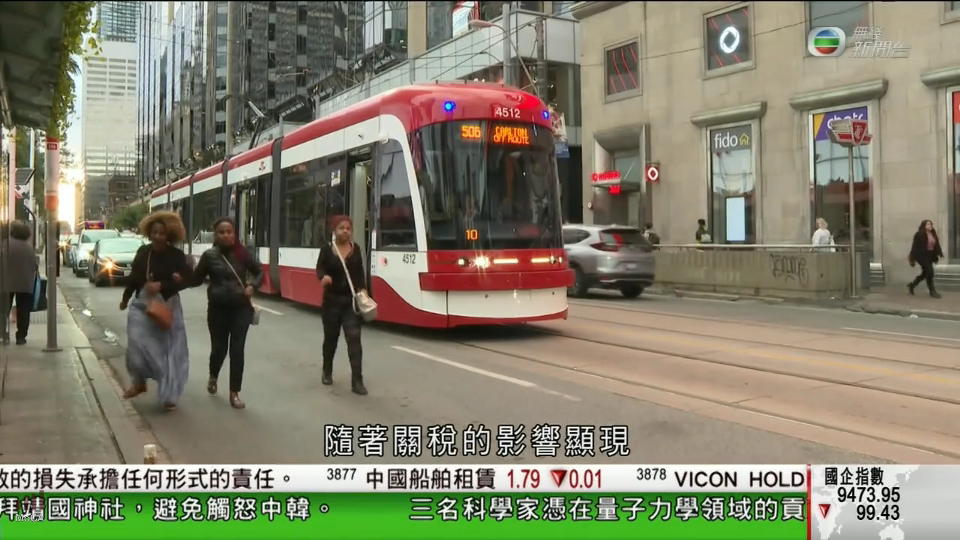 無綫
新聞台
4512
506 CARLTON
OFF ROUTE
fido
10
4512
隨著關稅的影響顯現
的損失承擔任何形式的責任。 3877 中國船舶租賃 1.79 ▼0.01 3878 VICON HOLD
拜靖國神社，避免觸怒中韓。 三名科學家憑在量子力學領域的貢
國企指數
9473.95
▼ 99.43